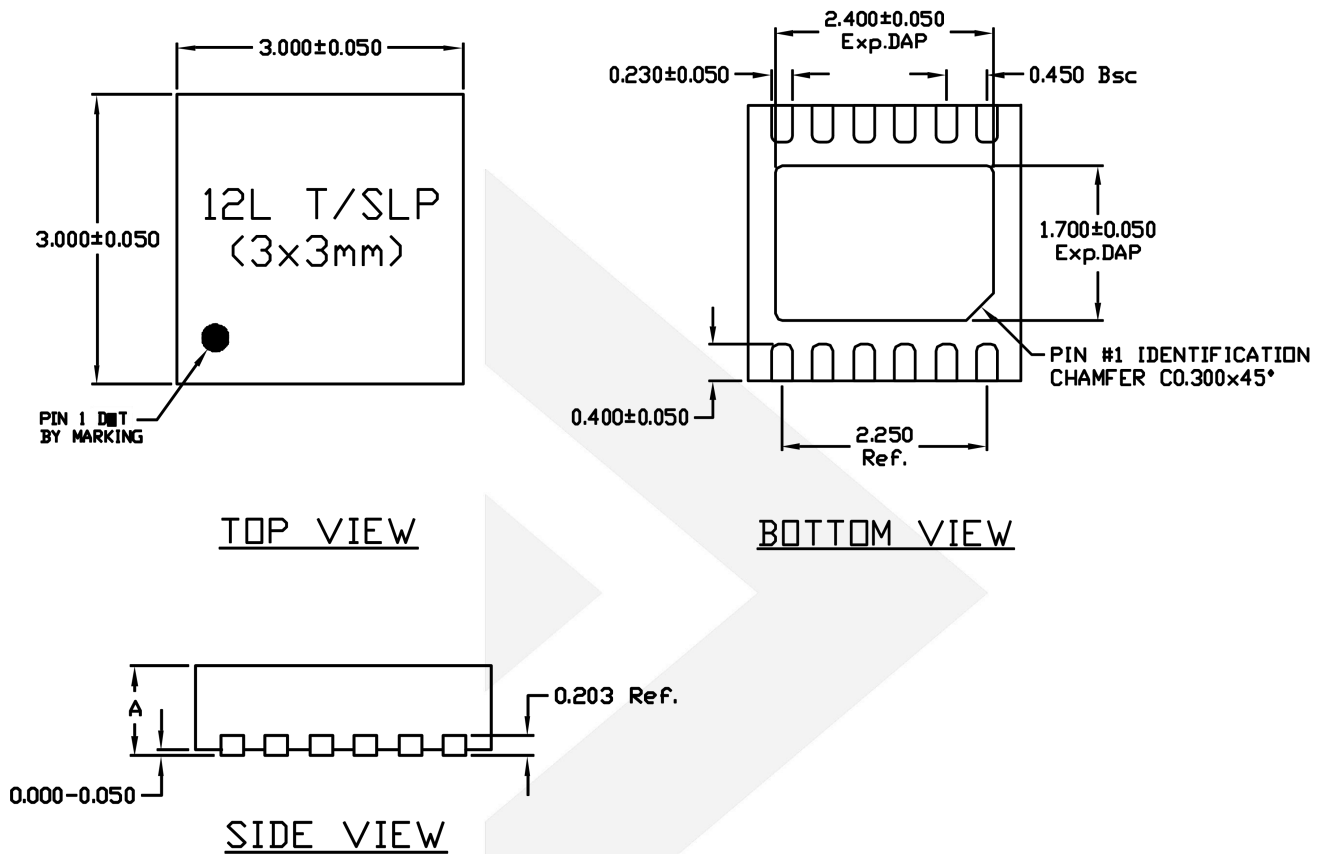 3.000±0.050
12L T/SLP
(3x3mm)
3.000±0.050
PIN 1 DOT
BY MARKING
TOP VIEW
2.400±0.050
Exp.DAP
0.230±0.050
0.450 Bsc
1.700±0.050
Exp.DAP
PIN #1 IDENTIFICATION
CHAMFER C0.300x45°
0.400±0.050
2.250
Ref.
BOTTOM VIEW
A
0.203 Ref.
0.000-0.050
SIDE VIEW